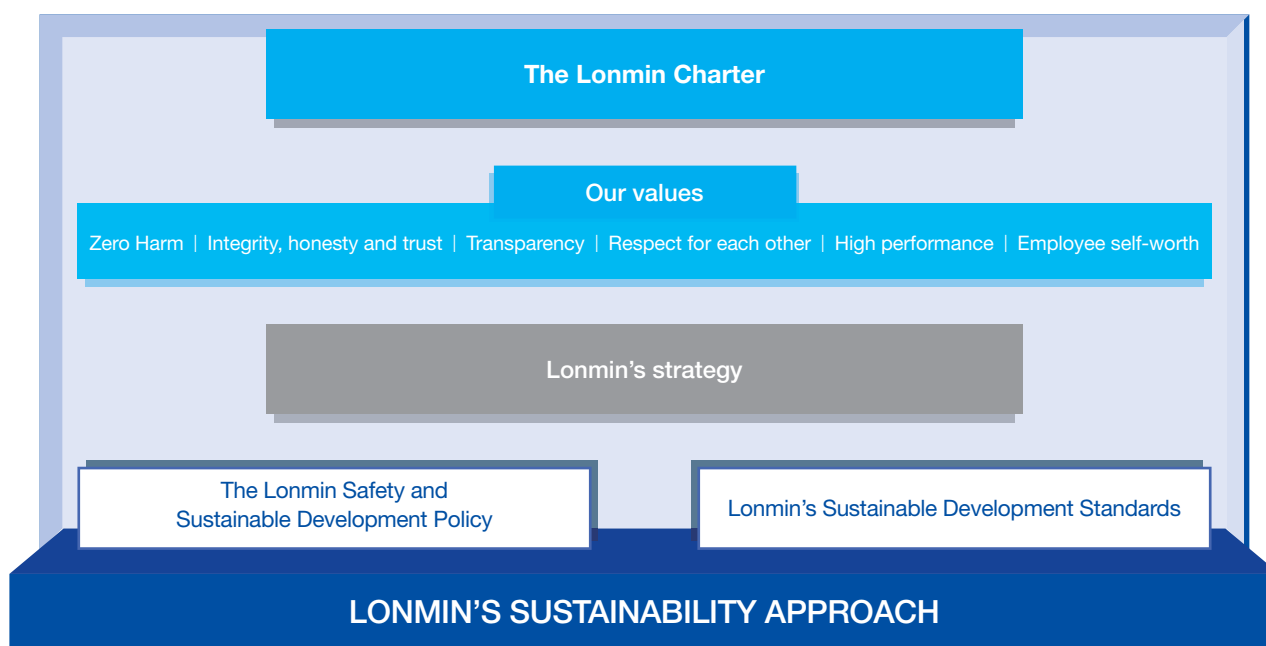 The Lonmin Charter
Our values
Zero Harm | Integrity, honesty and trust | Transparency | Respect for each other | High performance | Employee self-worth
Lonmin’s strategy
The Lonmin Safety and
Sustainable Development Policy
Lonmin’s Sustainable Development Standards
LONMIN’S SUSTAINABILITY APPROACH